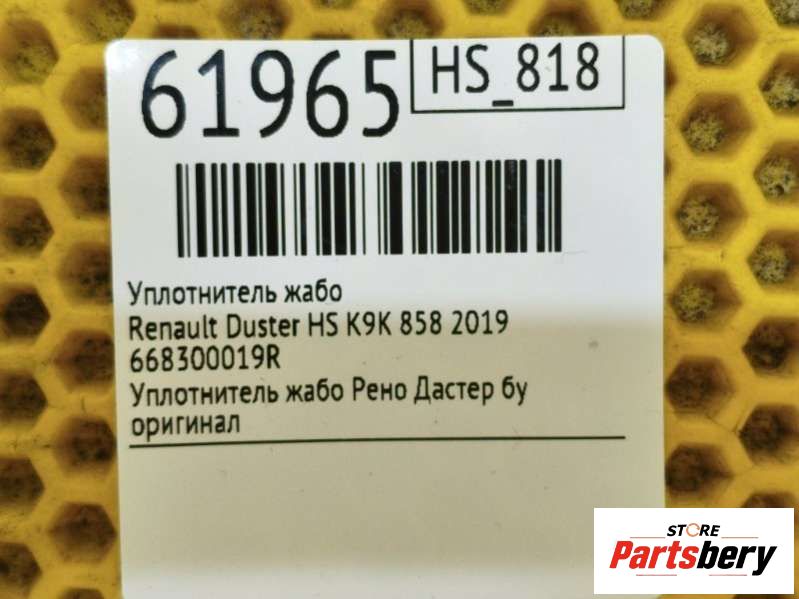 61965
HS_818
Уплотнитель жабо
Renault Duster HS K9K 858 2019
668300019R
Уплотнитель жабо Рено Дастер бу
оригинал
STORE
Partsbery